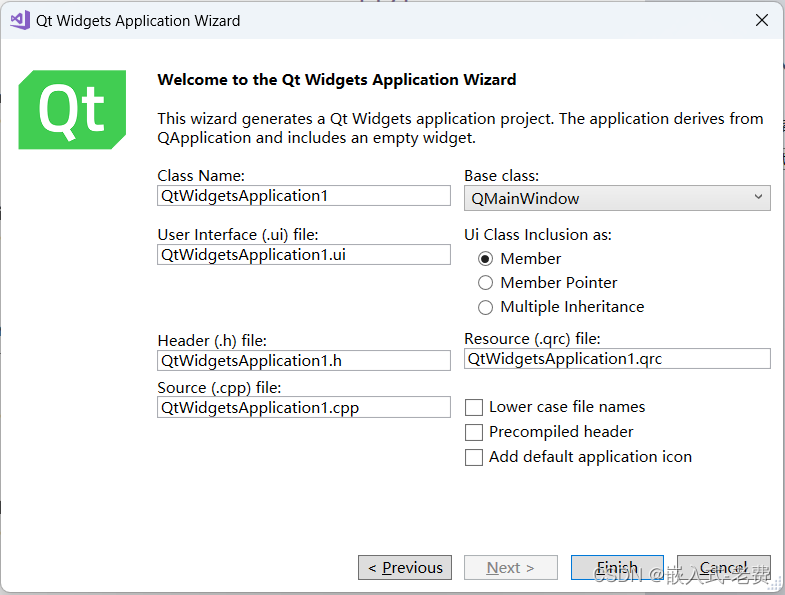 Qt Widgets Application Wizard
Qt
Welcome to the Qt Widgets Application Wizard
This wizard generates a Qt Widgets application project. The application derives from
QApplication and includes an empty widget.
Class Name:
QtWidgetsApplication1
Base class:
QMainWindow
User Interface (.ui) file:
QtWidgetsApplication1.ui
Ui Class Inclusion as:
Member
Member Pointer
Multiple Inheritance
Header (.h) file:
QtWidgetsApplication1.h
Resource (.qrc) file:
QtWidgetsApplication1.qrc
Source (.cpp) file:
QtWidgetsApplication1.cpp
Lower case file names
Precompiled header
Add default application icon
< Previous
Next >
Finish
Cancel
CSDN @嵌入式-老费